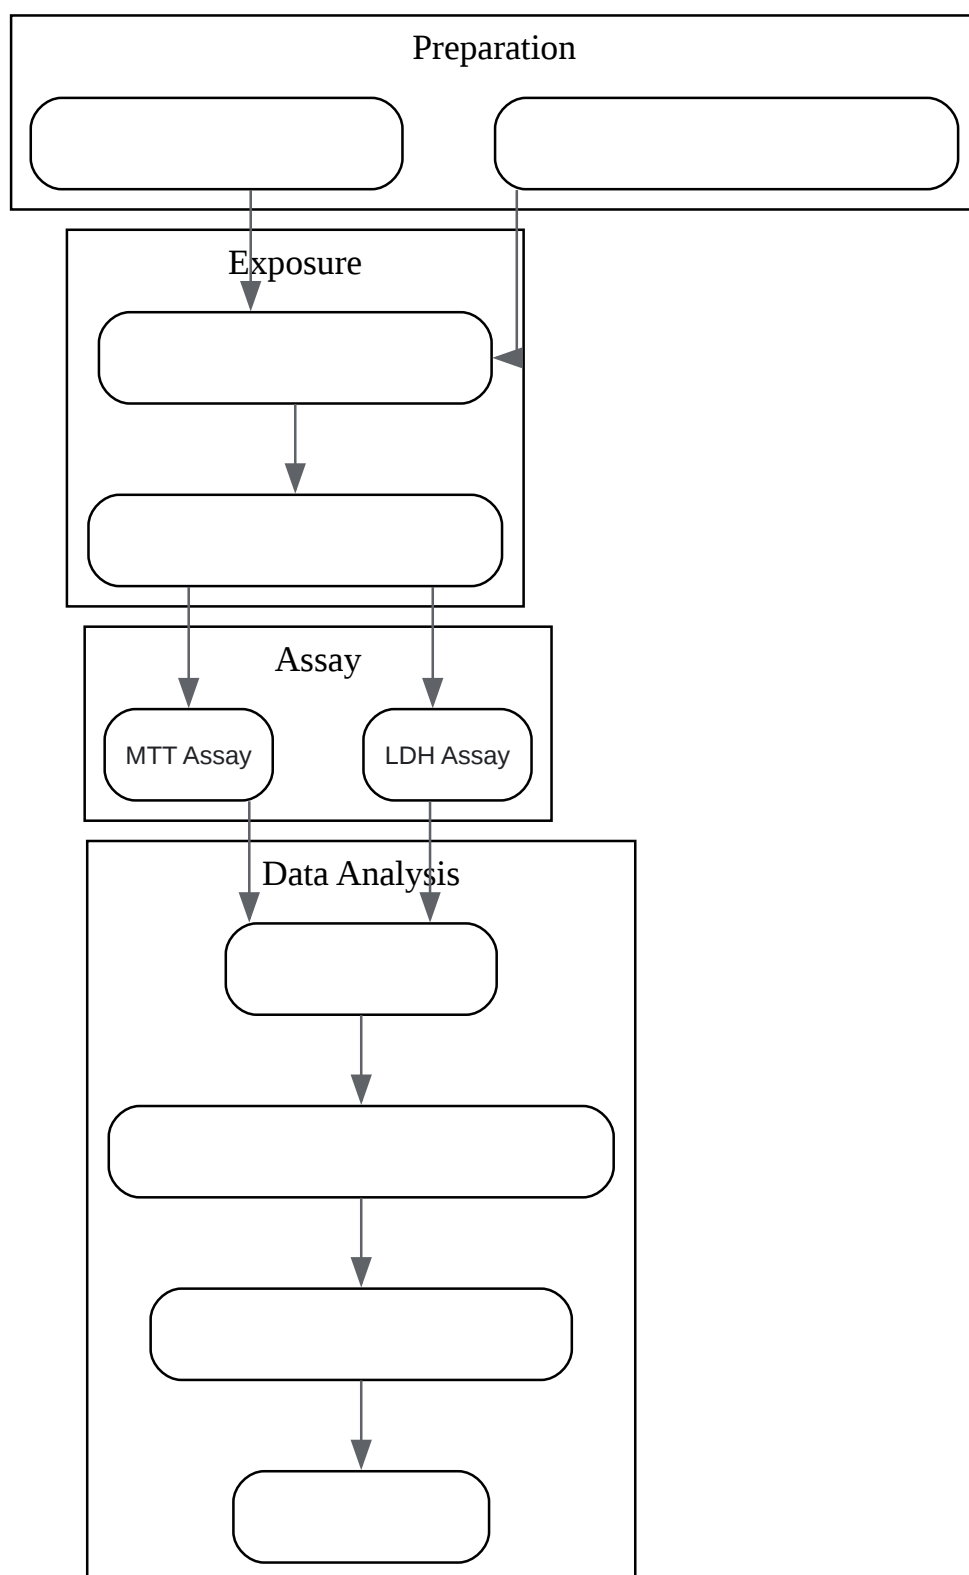 Preparation
Exposure
Assay
MTT Assay
LDH Assay
Data Analysis